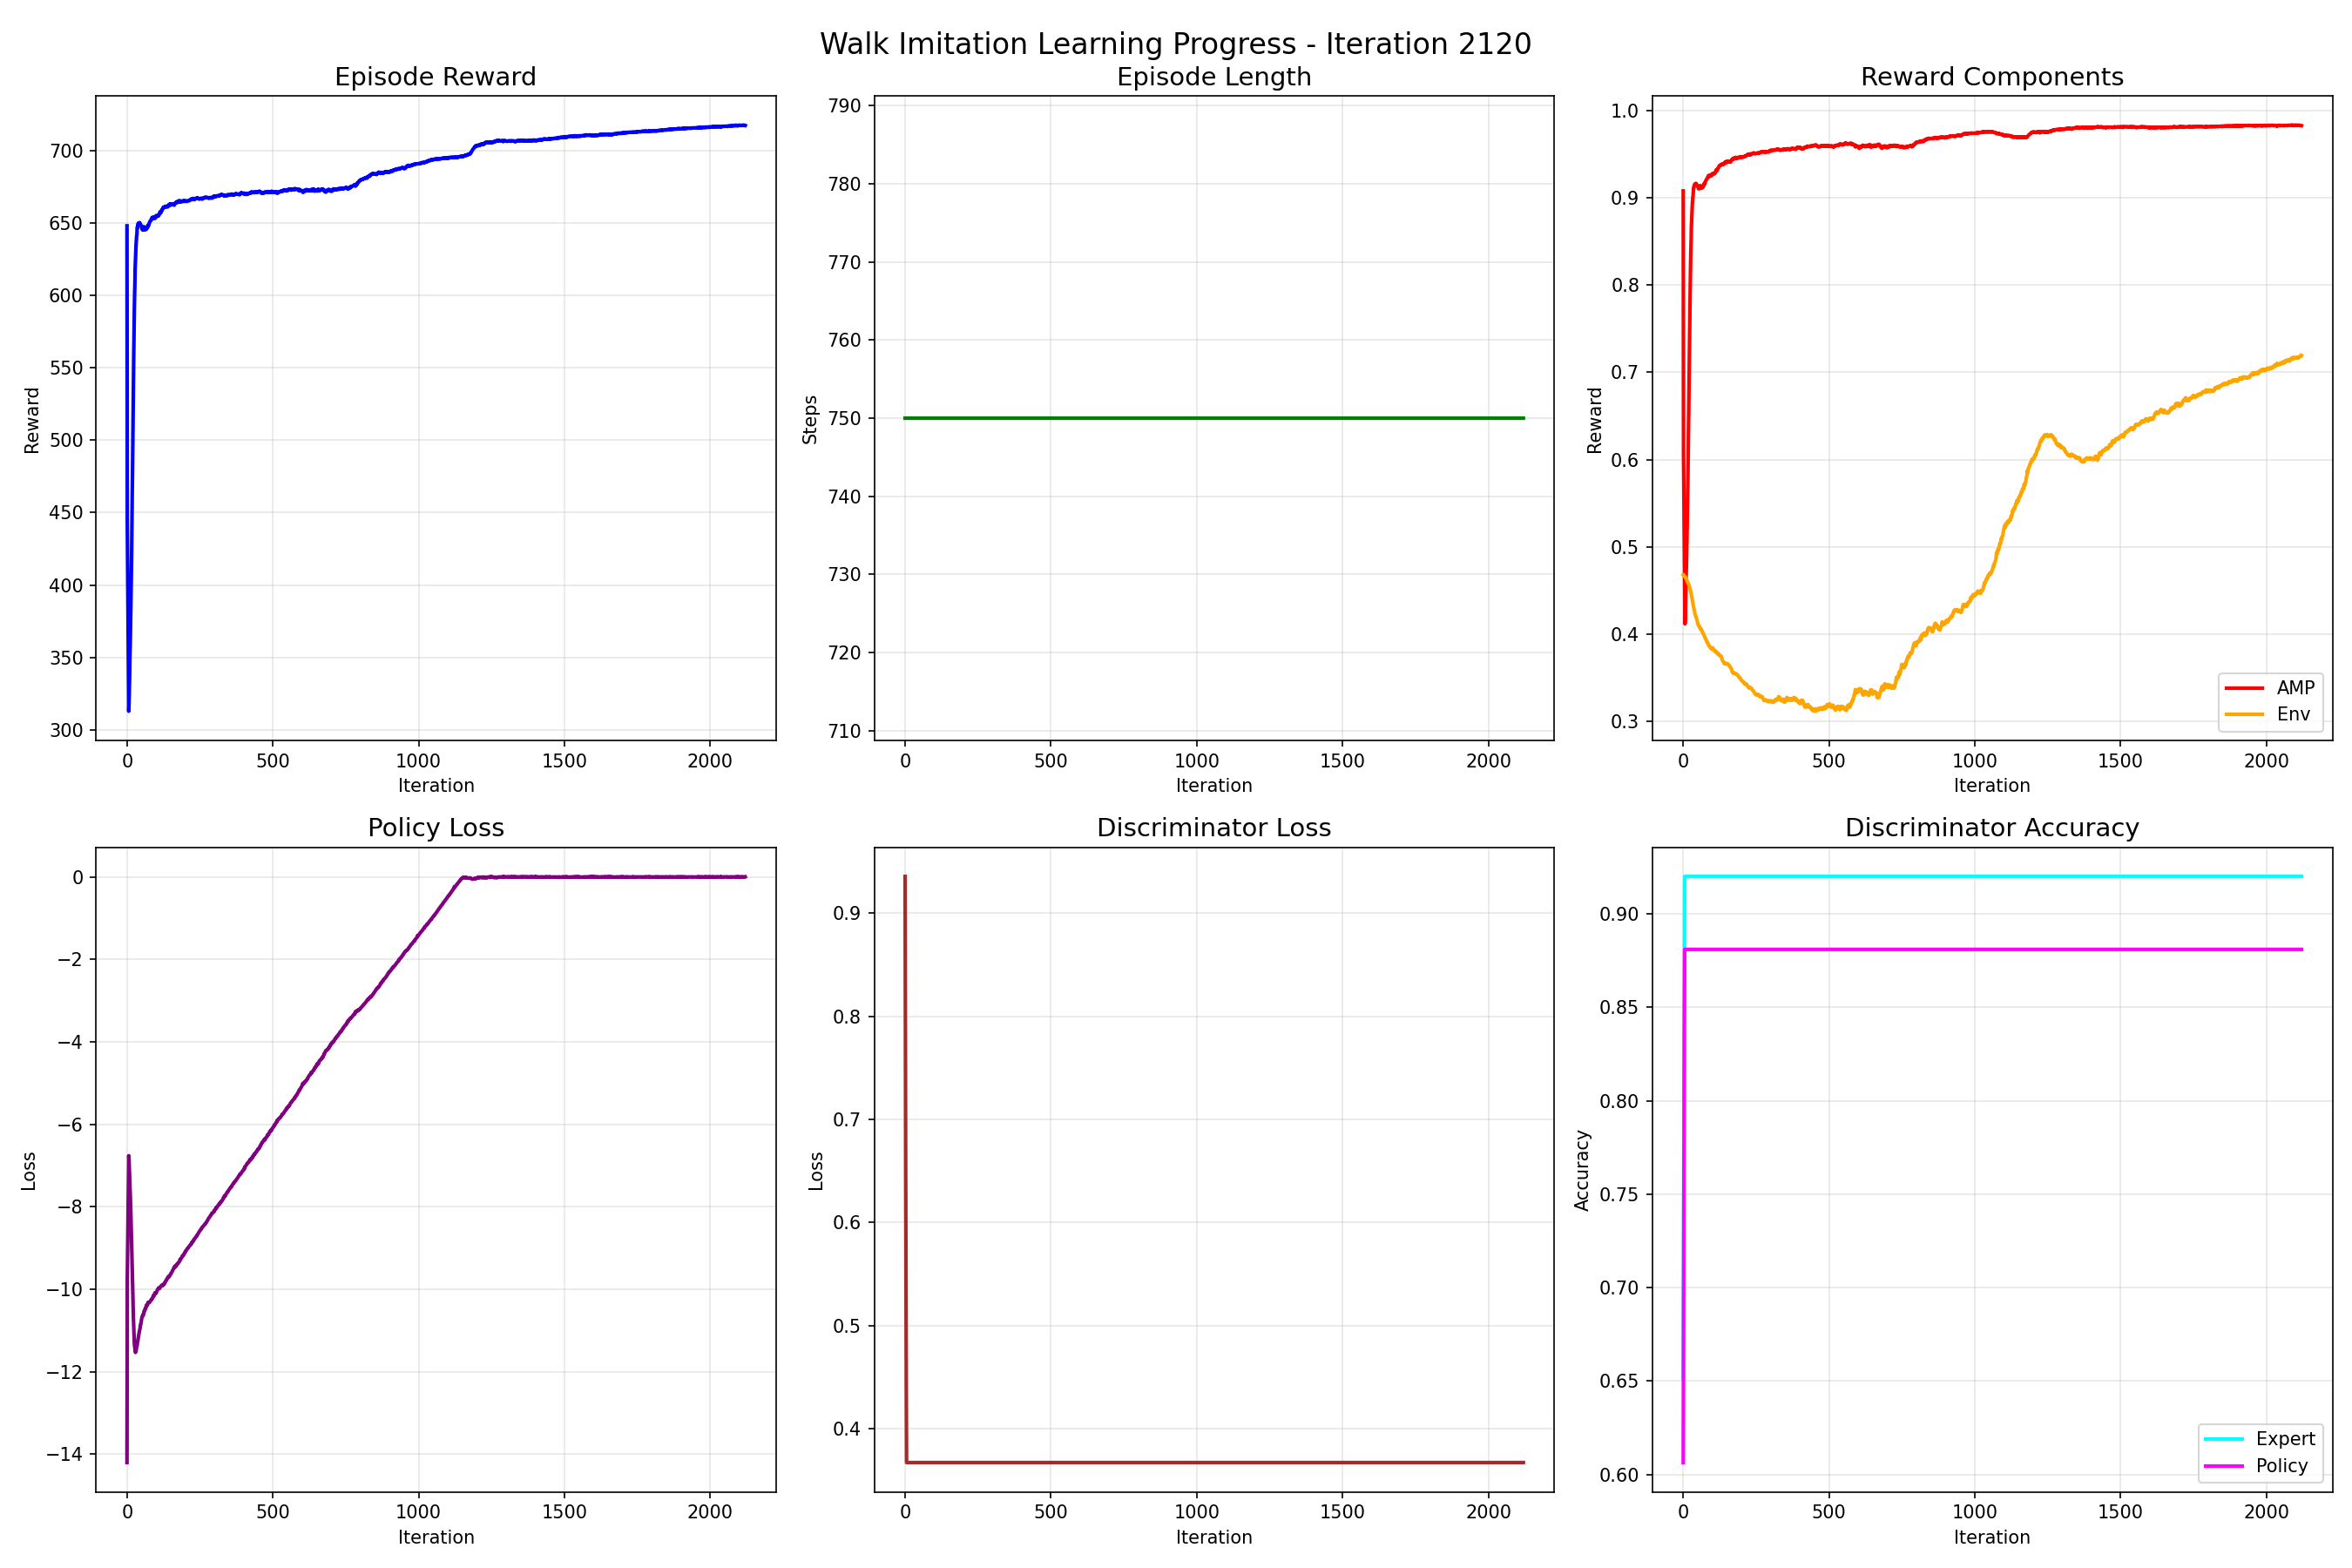 Walk Imitation Learning Progress - Iteration 2120
Episode Reward
Reward
700
650
600
550
500
450
400
350
300
0 500 1000 1500 2000
Iteration
Episode Length
Steps
790
780
770
760
750
740
730
720
710
0 500 1000 1500 2000
Iteration
Reward Components
Reward
1.0
0.9
0.8
0.7
0.6
0.5
0.4
0.3
AMP
Env
0 500 1000 1500 2000
Iteration
Policy Loss
Loss
0
−2
−4
−6
−8
−10
−12
−14
0 500 1000 1500 2000
Iteration
Discriminator Loss
Loss
0.9
0.8
0.7
0.6
0.5
0.4
0 500 1000 1500 2000
Iteration
Discriminator Accuracy
Accuracy
0.90
0.85
0.80
0.75
0.70
0.65
0.60
Expert
Policy
0 500 1000 1500 2000
Iteration